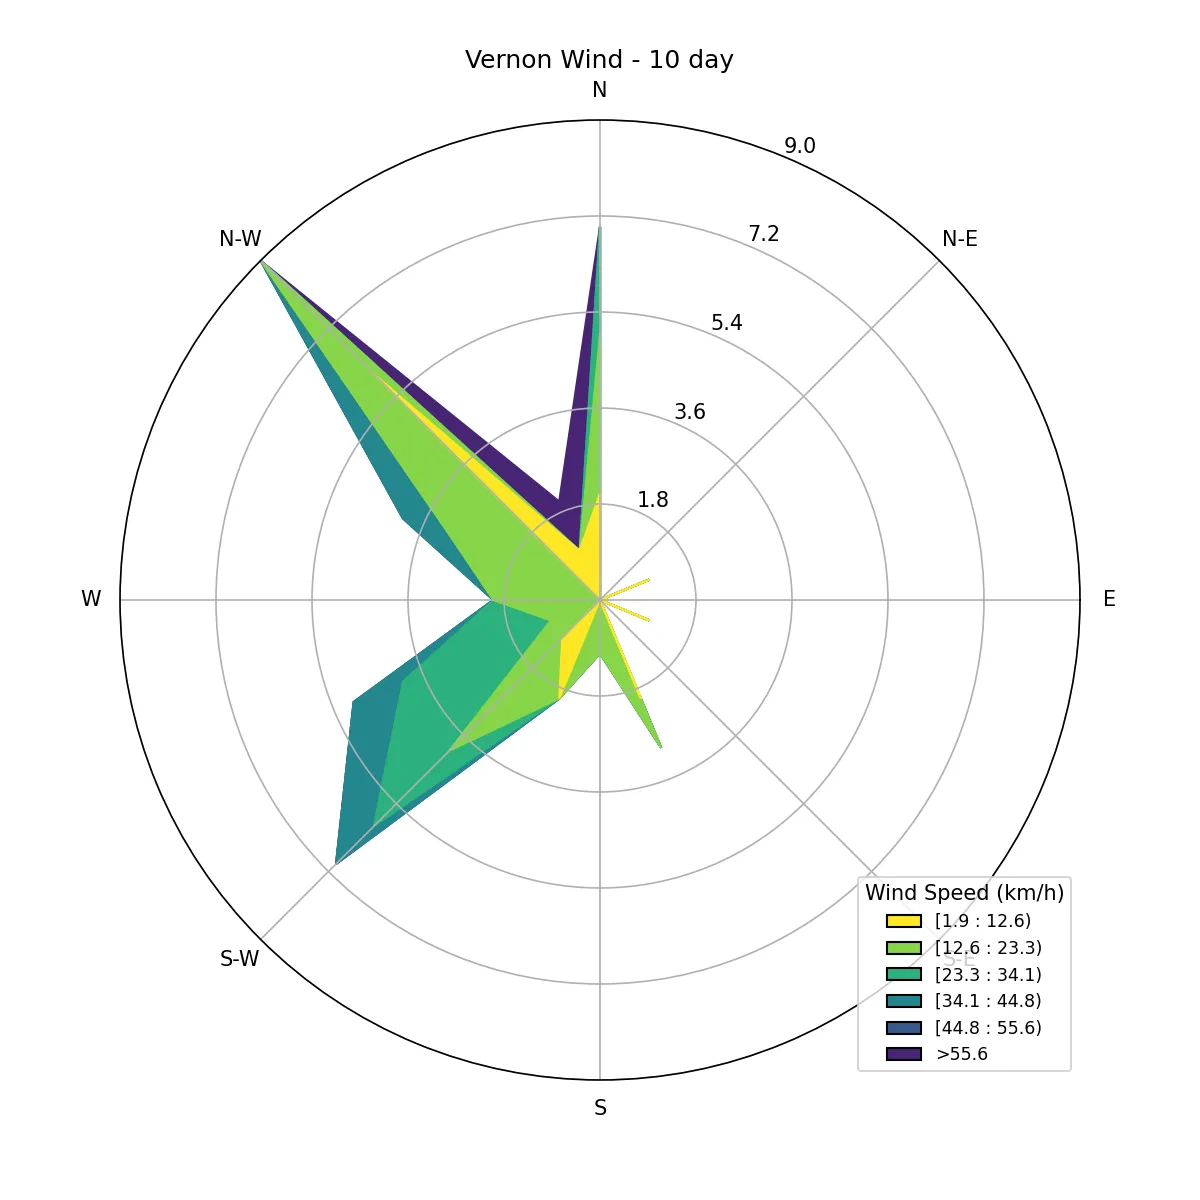 Vernon Wind - 10 day
N
9.0
N-W
7.2
N-E
5.4
3.6
1.8
W
E
Wind Speed (km/h)
[1.9 : 12.6)
[12.6 : 23.3)
S-W
S-E
[23.3 : 34.1)
[34.1 : 44.8)
[44.8 : 55.6)
>55.6
S